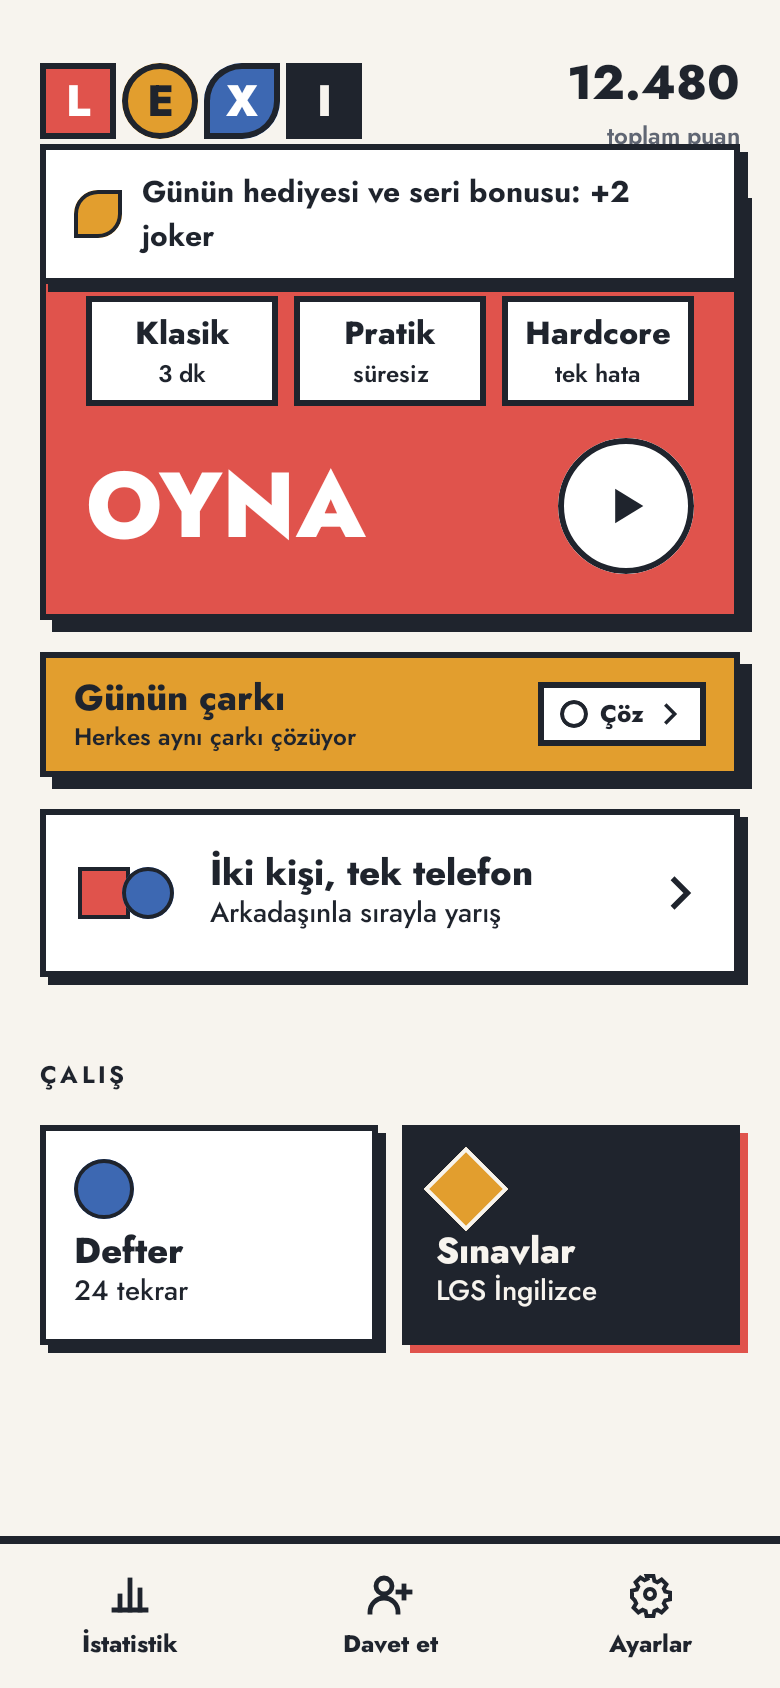 LEXI
12.480
toplam puan
Günün hediyesi ve seri bonusu: +2
joker
Klasik
3 dk
Pratik
süresiz
Hardcore
tek hata
OYNA
Günün çarkı
Herkes aynı çarkı çözüyor
Çöz
İki kişi, tek telefon
Arkadaşınla sırayla yarış
ÇALIŞ
Defter
24 tekrar
Sınavlar
LGS İngilizce
İstatistik
Davet et
Ayarlar